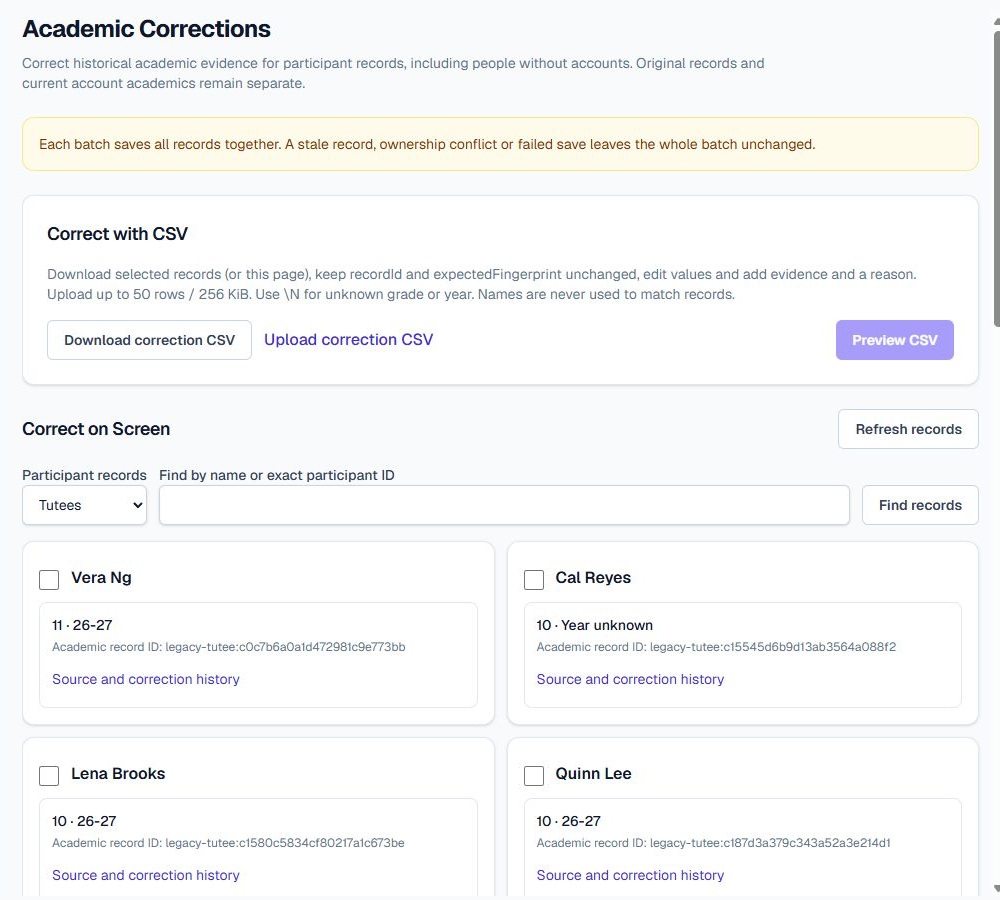 Academic Corrections
Correct historical academic evidence for participant records, including people without accounts. Original records and
current account academics remain separate.
Each batch saves all records together. A stale record, ownership conflict or failed save leaves the whole batch unchanged.
Correct with CSV
Download selected records (or this page), keep recordId and expectedFingerprint unchanged, edit values and add evidence and a reason.
Upload up to 50 rows / 256 KiB. Use \N for unknown grade or year. Names are never used to match records.
Download correction CSV
Upload correction CSV
Preview CSV
Correct on Screen
Refresh records
Participant records
Find by name or exact participant ID
Tutees
Find records
Vera Ng
11 · 26-27
Academic record ID: legacy-tutee:c0c7b6a0a1d472981c9e773bb
Source and correction history
Cal Reyes
10 · Year unknown
Academic record ID: legacy-tutee:c15545d6b9d13ab3564a088f2
Source and correction history
Lena Brooks
10 · 26-27
Academic record ID: legacy-tutee:c1580c5834cf80217a1c673be
Source and correction history
Quinn Lee
10 · 26-27
Academic record ID: legacy-tutee:c187d3a379c343a52a3e214d1
Source and correction history